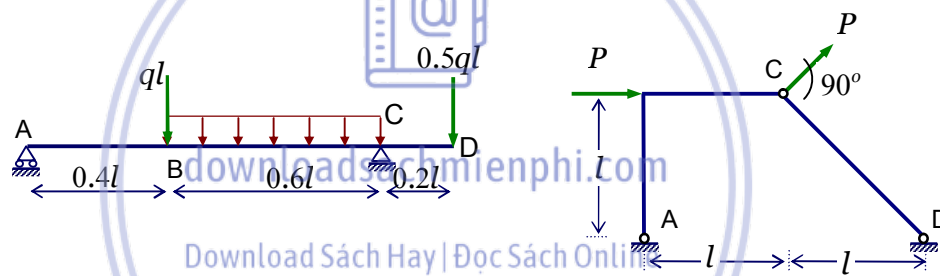 ql
0.5ql
A
B
C
D
0.4l
0.6l
0.2l
P
P
C
90°
l
A
D
l
l
downloadsachmienphi.com
Download Sách Hay | Đọc Sách Online